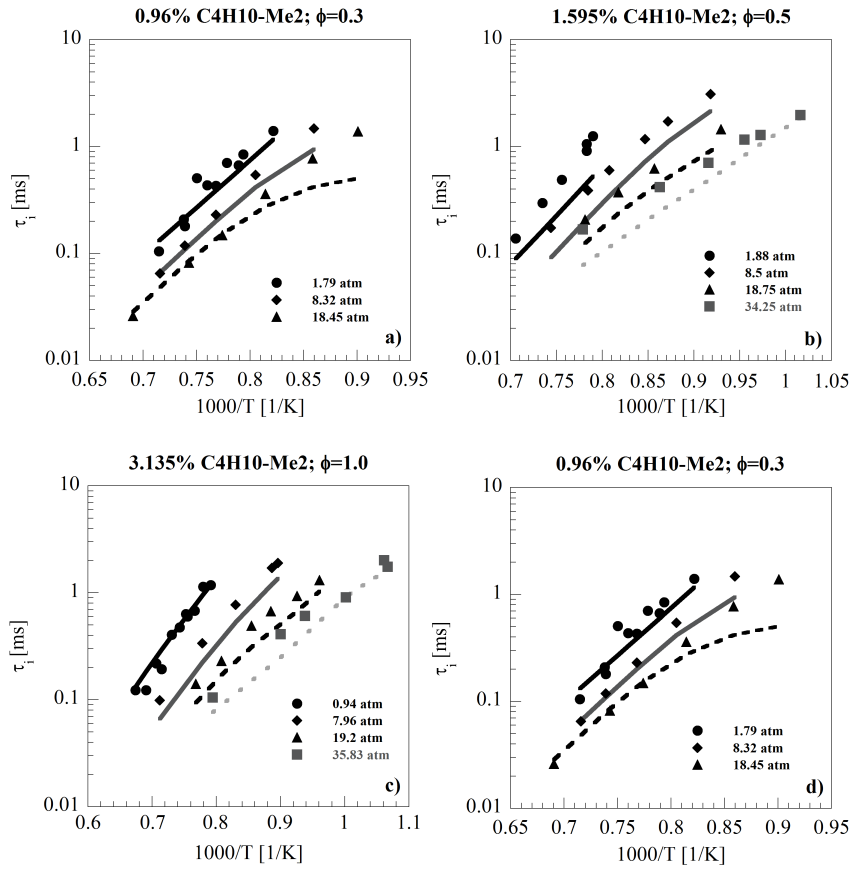 0.96% C4H10-Me2; ϕ=0.3
10
1
0.1
0.01
τi [ms]
1.79 atm
8.32 atm
18.45 atm
a)
0.65 0.7 0.75 0.8 0.85 0.9 0.95
1000/T [1/K]
1.595% C4H10-Me2; ϕ=0.5
10
1
0.1
0.01
τi [ms]
1.88 atm
8.5 atm
18.75 atm
34.25 atm
b)
0.7 0.75 0.8 0.85 0.9 0.95 1 1.05
1000/T [1/K]
3.135% C4H10-Me2; ϕ=1.0
10
1
0.1
0.01
τi [ms]
0.94 atm
7.96 atm
19.2 atm
35.83 atm
c)
0.6 0.7 0.8 0.9 1 1.1
1000/T [1/K]
0.96% C4H10-Me2; ϕ=0.3
10
1
0.1
0.01
τi [ms]
1.79 atm
8.32 atm
18.45 atm
d)
0.65 0.7 0.75 0.8 0.85 0.9 0.95
1000/T [1/K]